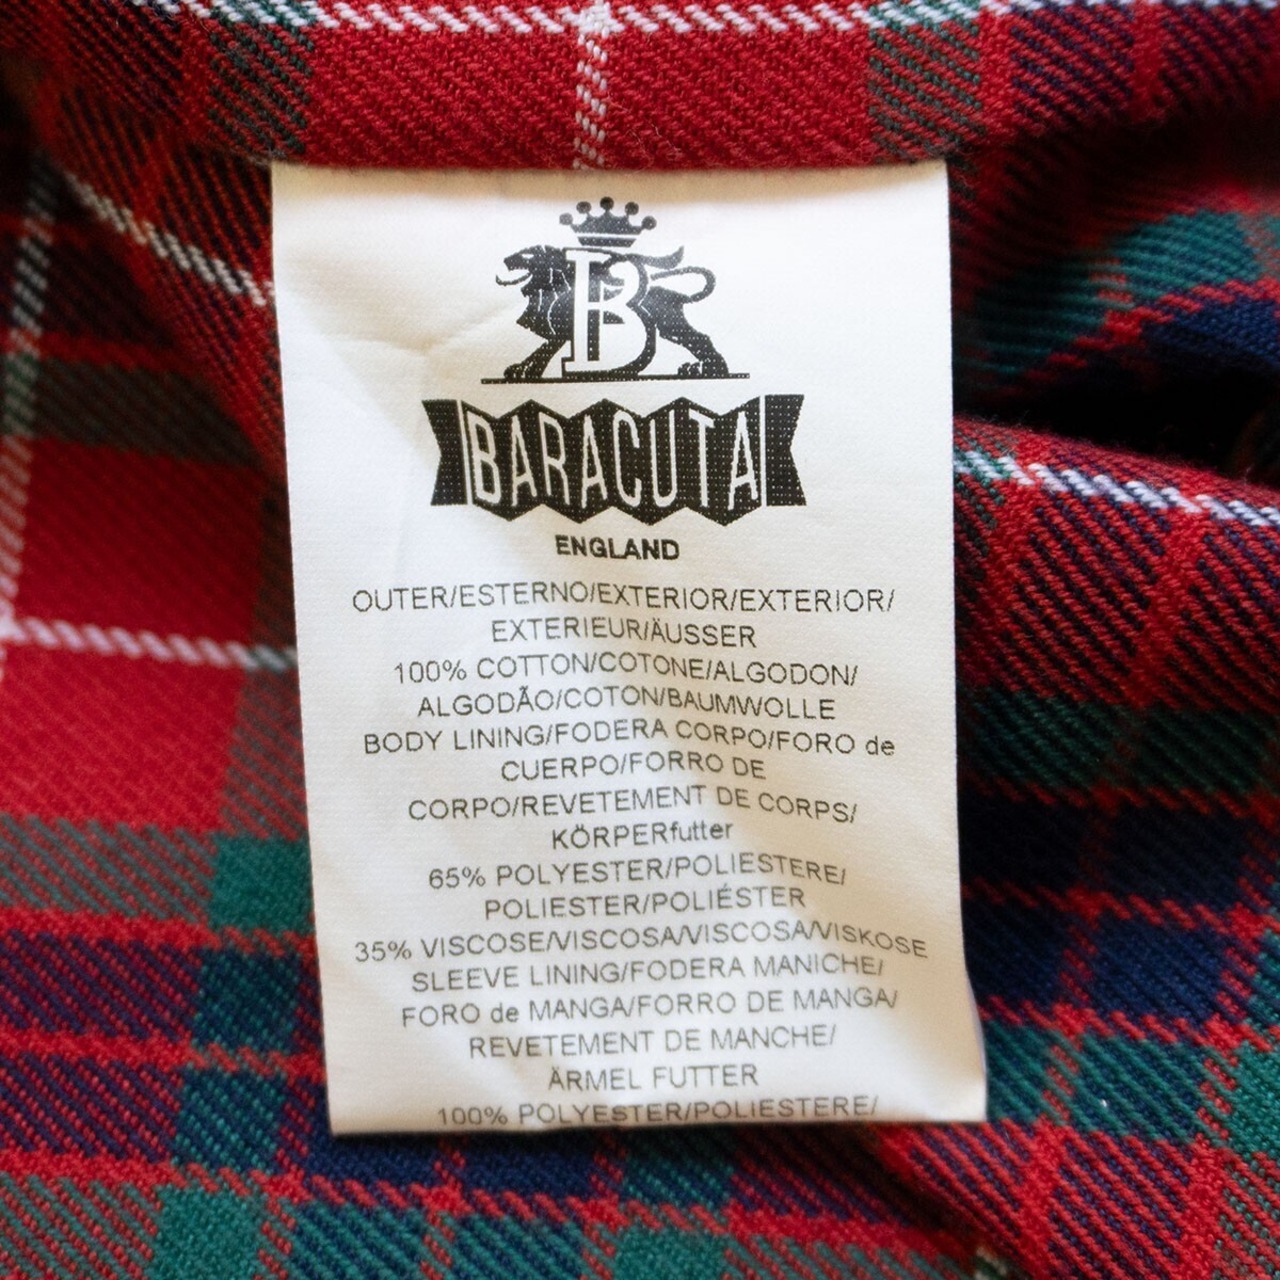 B
BARACUTA
ENGLAND
OUTER/ESTERNO/EXTERIOR/EXTERIOR/
EXTERIEUR/ÄUSSER
100% COTTON/COTONE/ALGODON/
ALGODÃO/COTON/BAUMWOLLE
BODY LINING/FODERA CORPO/FORO de
CUERPO/FORRO DE
CORPO/REVETEMENT DE CORPS/
KÖRPERfutter
65% POLYESTER/POLIESTERE/
POLIESTER/POLIÉSTER
35% VISCOSE/VISCOSA/VISCOSA/VISKOSE
SLEEVE LINING/FODERA MANICHE/
FORO de MANGA/FORRO DE MANGA/
REVETEMENT DE MANCHE/
ÄRMEL FUTTER
100% POLYESTER/POLIESTERE/